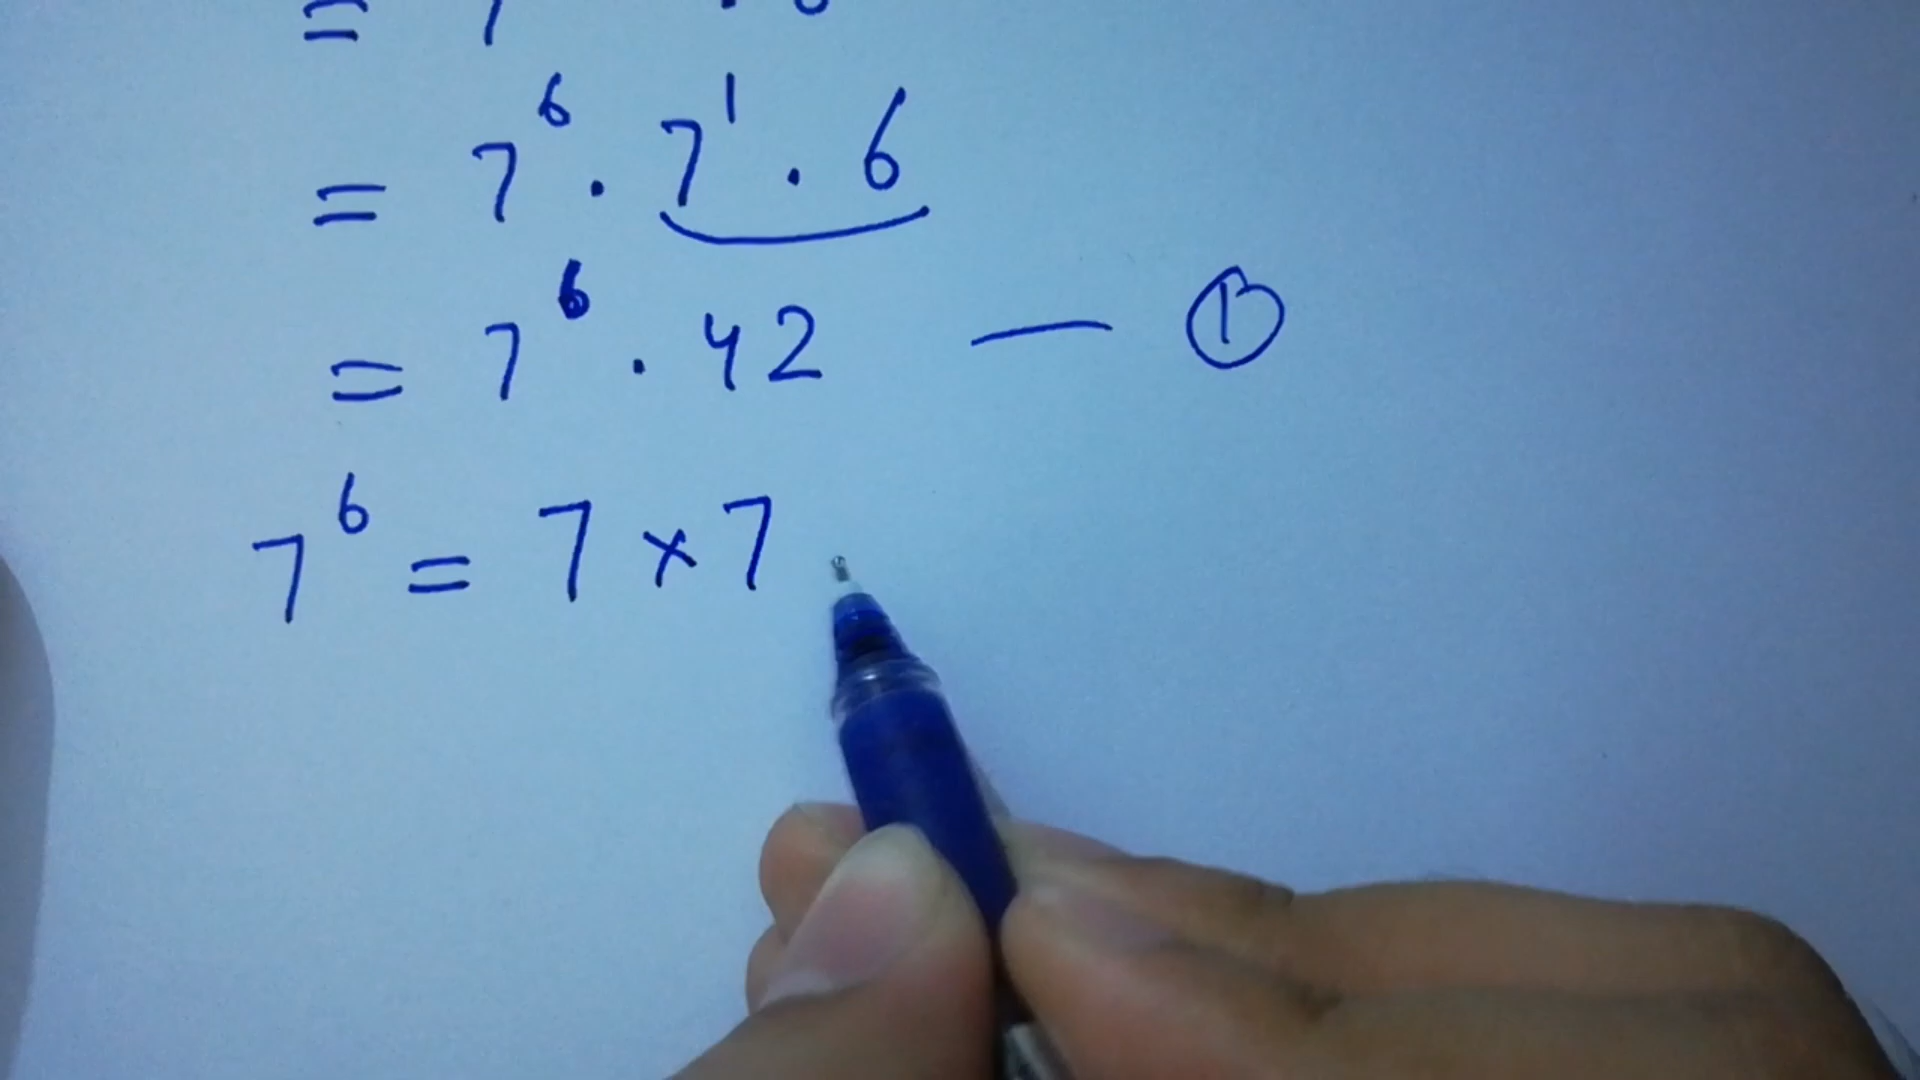 = 7⁶ · 7¹ · 6
= 7⁶ · 42 — ①
7⁶ = 7 × 7